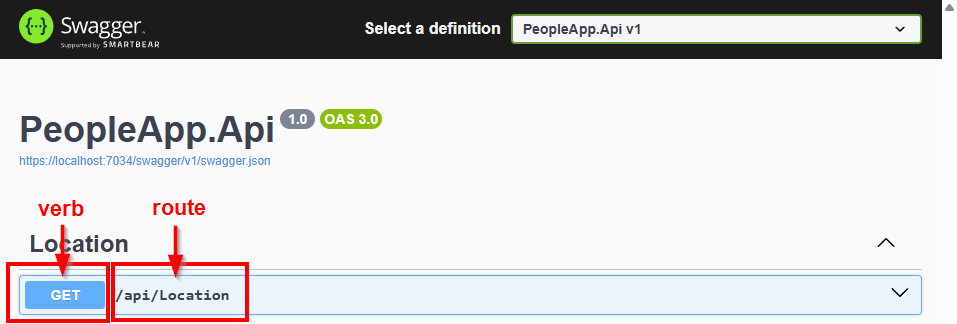 Swagger.
Supported by SMARTBEAR
Select a definition
PeopleApp.Api v1
PeopleApp.Api 1.0 OAS 3.0
https://localhost:7034/swagger/v1/swagger.json
verb
route
Location
GET /api/Location